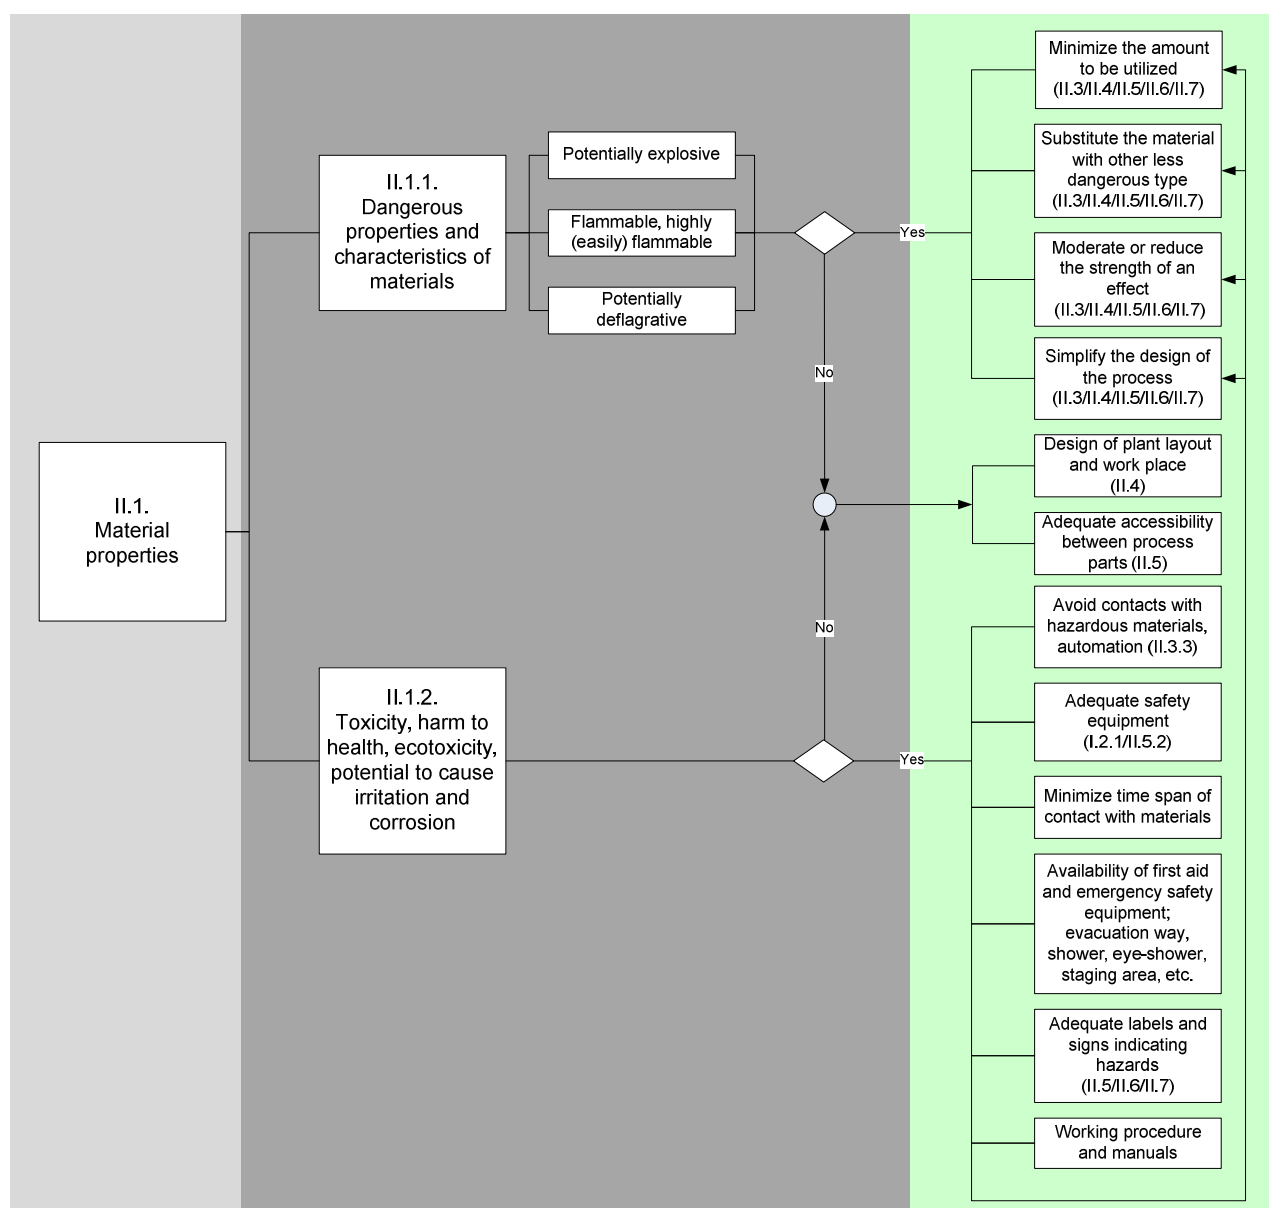 II.1.
Material
properties
II.1.1.
Dangerous
properties and
characteristics of
materials
Potentially explosive
Flammable, highly
(easily) flammable
Potentially
deflagrative
Yes
No
II.1.2.
Toxicity, harm to
health, ecotoxicity,
potential to cause
irritation and
corrosion
No
Yes
Minimize the amount
to be utilized
(II.3/II.4/II.5/II.6/II.7)
Substitute the material
with other less
dangerous type
(II.3/II.4/II.5/II.6/II.7)
Moderate or reduce
the strength of an
effect
(II.3/II.4/II.5/II.6/II.7)
Simplify the design of
the process
(II.3/II.4/II.5/II.6/II.7)
Design of plant layout
and work place
(II.4)
Adequate accessibility
between process
parts (II.5)
Avoid contacts with
hazardous materials,
automation (II.3.3)
Adequate safety
equipment
(I.2.1/II.5.2)
Minimize time span of
contact with materials
Availability of first aid
and emergency safety
equipment;
evacuation way,
shower, eye-shower,
staging area, etc.
Adequate labels and
signs indicating
hazards
(II.5/II.6/II.7)
Working procedure
and manuals